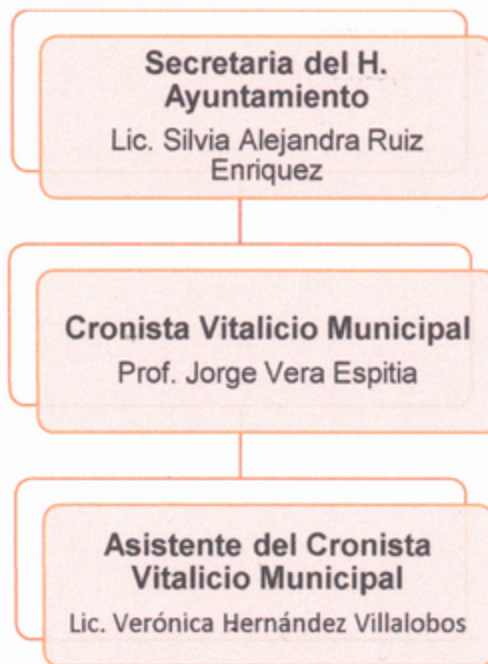 Secretaria del H.
Ayuntamiento
Lic. Silvia Alejandra Ruiz
Enriquez
Cronista Vitalicio Municipal
Prof. Jorge Vera Espitia
Asistente del Cronista
Vitalicio Municipal
Lic. Verónica Hernández Villalobos